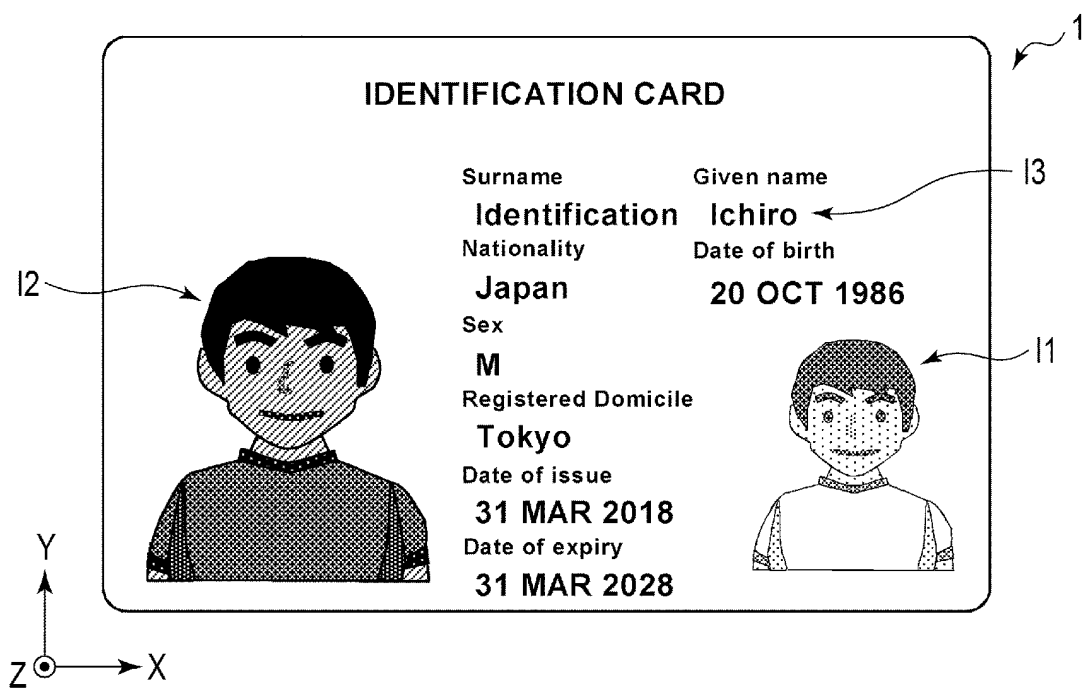 1
IDENTIFICATION CARD
Surname Given name
I3
Identification Ichiro
Nationality Date of birth
I2
Japan 20 OCT 1986
Sex
I1
M
Registered Domicile
Tokyo
Date of issue
31 MAR 2018
Date of expiry
31 MAR 2028
Y
Z X